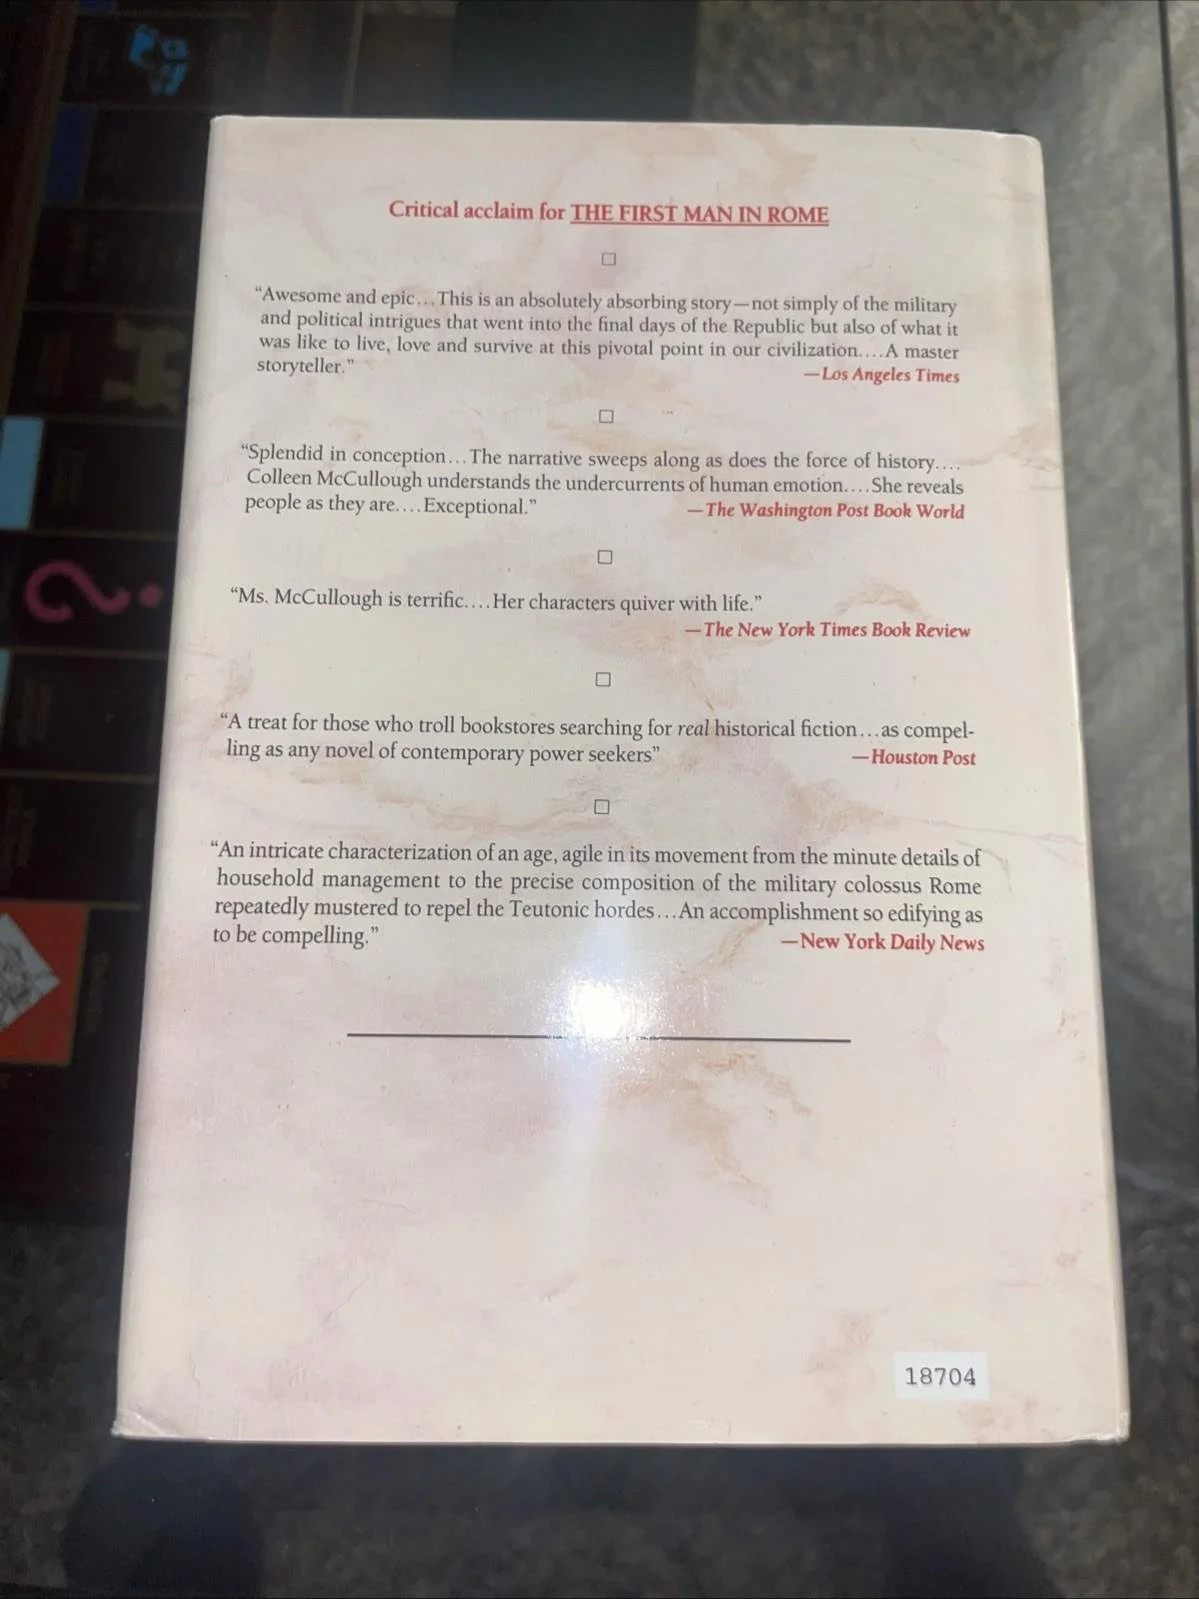 Critical acclaim for THE FIRST MAN IN ROME
“Awesome and epic...This is an absolutely absorbing story—not simply of the military
and political intrigues that went into the final days of the Republic but also of what it
was like to live, love and survive at this pivotal point in our civilization....A master
storyteller.”
—Los Angeles Times
“Splendid in conception...The narrative sweeps along as does the force of history....
Colleen McCullough understands the undercurrents of human emotion....She reveals
people as they are....Exceptional.”
—The Washington Post Book World
“Ms. McCullough is terrific....Her characters quiver with life.”
—The New York Times Book Review
“A treat for those who troll bookstores searching for real historical fiction...as compel-
ling as any novel of contemporary power seekers”
—Houston Post
“An intricate characterization of an age, agile in its movement from the minute details of
household management to the precise composition of the military colossus Rome
repeatedly mustered to repel the Teutonic hordes...An accomplishment so edifying as
to be compelling.”
—New York Daily News
18704